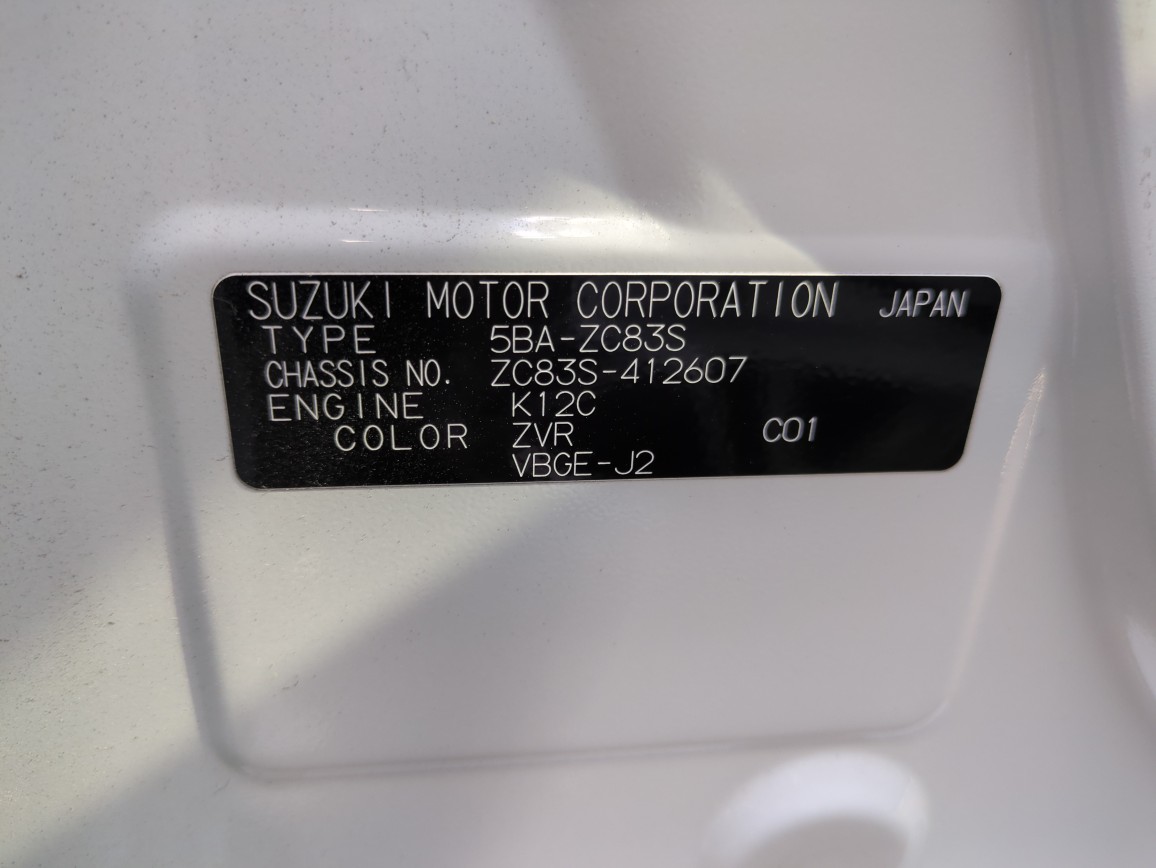 SUZUKI MOTOR CORPORATION JAPAN
TYPE 5BA-ZC83S
CHASSIS NO. ZC83S-412607
ENGINE K12C
COLOR ZVR C01
VBGE-J2